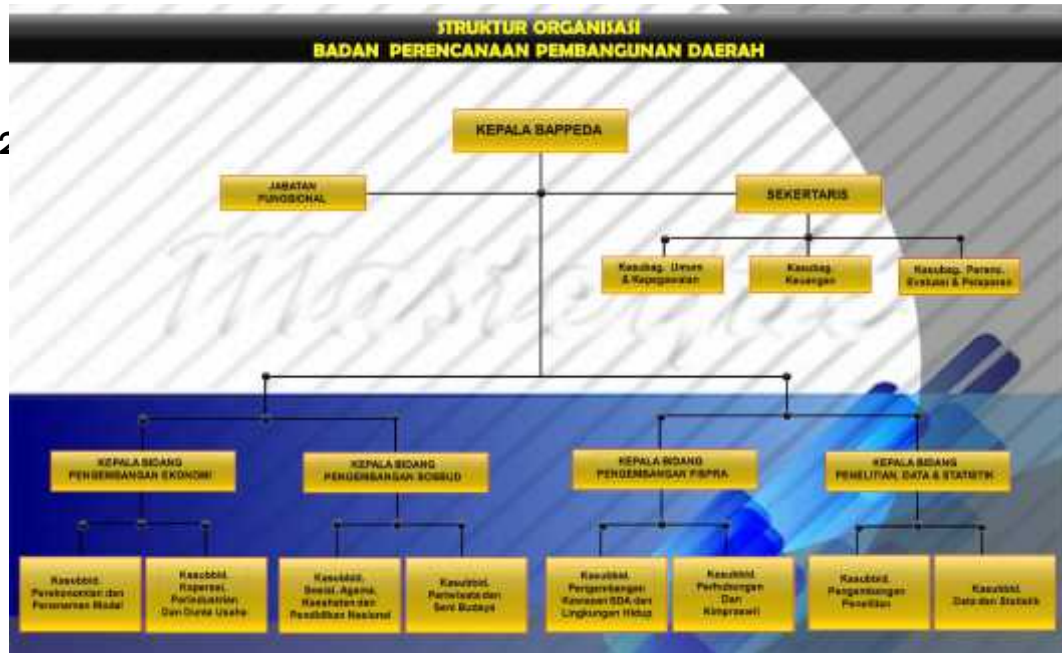 STRUKTUR ORGANISASI
BADAN PERENCANAAN PEMBANGUNAN DAERAH
2
KEPALA BAPPEDA
JABATAN
FUNGSIONAL
SEKERTARIS
Kasubag. Umum
& Kepegawaian
Kasubag.
Keuangan
Kasubag. Perenc.
Evaluasi & Pelaporan
KEPALA BIDANG
PENGEMBANGAN EKONOMI
KEPALA BIDANG
PENGEMBANGAN SOSBUD
KEPALA BIDANG
PENGEMBANGAN FISPRA
KEPALA BIDANG
PENELITIAN, DATA & STATISTIK
Kasubbid.
Perekonomian dan
Penanaman Modal
Kasubbid.
Koperasi,
Perindustrian
Dan Dunia Usaha
Kasubbid.
Sosial, Agama,
Kesehatan dan
Pendidikan Nasional
Kasubbid.
Pariwisata dan
Seni Budaya
Kasubbid.
Pengembangan
Kawasan SDA dan
Lingkungan Hidup
Kasubbid.
Perhubungan
Dan
Kimpraswil
Kasubbid.
Pengembangan
Penelitian
Kasubbid.
Data dan Statistik